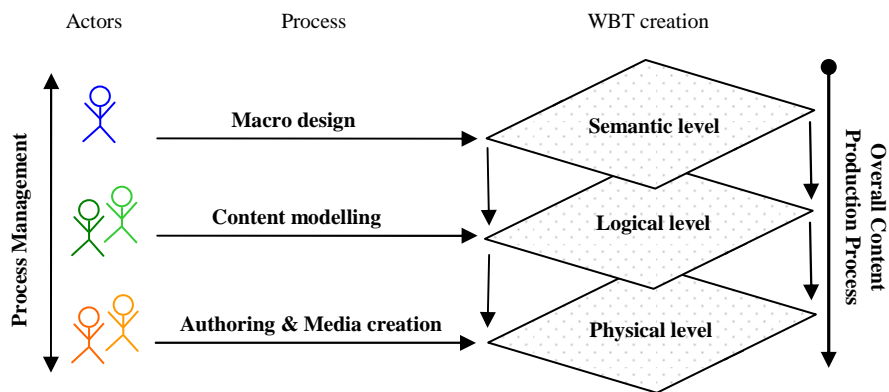 Actors
Process
WBT creation
Process Management
Macro design
Semantic level
Content modelling
Logical level
Authoring & Media creation
Physical level
Overall Content
Production Process